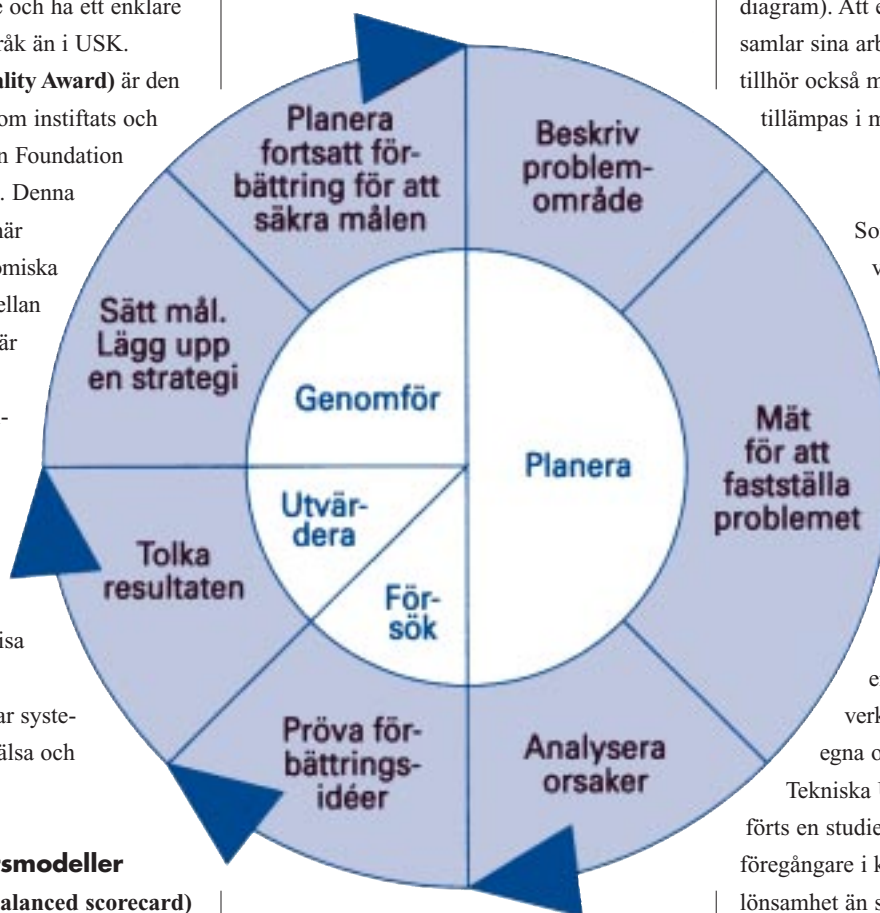 e och ha ett enklare
råk än i USK.
ality Award) är den
om instiftats och
n Foundation
. Denna
när
omiska
ellan
är
-
isa
ar syste-
älsa och
tsmodeller
alanced scorecard)
Planera
fortsatt för-
bättring för att
säkra målen
Beskriv
problem-
område
Mät
för att
fastställa
problemet
Analysera
orsaker
Pröva för-
bättrings-
idéer
Tolka
resultaten
Sätt mål.
Lägg upp
en strategi
Genomför
Planera
Utvär-
dera
För-
sök
diagram). Att e
samlar sina arb
tillhör också m
tillämpas i m
So
v
e
verk
egna o
Tekniska U
förts en studie
föregångare i k
lönsamhet än s